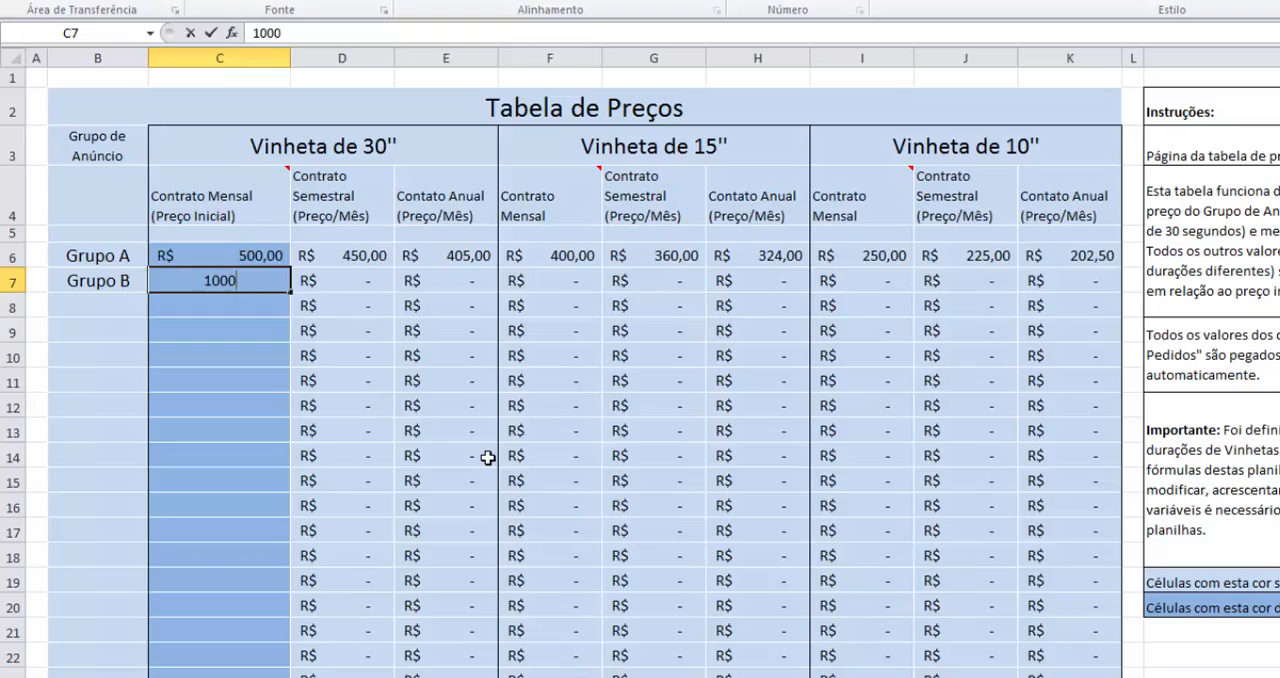 Área de Transferência Fonte Alinhamento Número Estilo
C7 fx 1000
A B C D E F G H I J K L
1
2 Tabela de Preços Instruções:
Grupo de
Anúncio
3 Vinheta de 30" Vinheta de 15" Vinheta de 10" Página da tabela de
Contrato Contrato Contrato
Contrato Mensal Semestral Contato Anual Contrato Semestral Contato Anual Contrato Semestral Contato Anual
4 (Preço Inicial) (Preço/Mês) (Preço/Mês) Mensal (Preço/Mês) (Preço/Mês) Mensal (Preço/Mês) (Preço/Mês)
Esta tabela funciona
preço do Grupo de
de 30 segundos) e
5
Todos os outros
6 Grupo A R$ 500,00 R$ 450,00 R$ 405,00 R$ 400,00 R$ 360,00 R$ 324,00 R$ 250,00 R$ 225,00 R$ 202,50
durações diferentes)
7 Grupo B 1000 R$ - R$ - R$ - R$ - R$ - R$ - R$ - R$ -
em relação ao preço
8 R$ - R$ - R$ - R$ - R$ - R$ - R$ - R$ -
9 R$ - R$ - R$ - R$ - R$ - R$ - R$ - R$ -
Todos os valores dos
10 R$ - R$ - R$ - R$ - R$ - R$ - R$ - R$ -
Pedidos" são pegados
11 R$ - R$ - R$ - R$ - R$ - R$ - R$ - R$ -
automaticamente.
12 R$ - R$ - R$ - R$ - R$ - R$ - R$ - R$ -
13 R$ - R$ - R$ - R$ - R$ - R$ - R$ - R$ -
Importante: Foi
14 R$ - R$ - R$ - R$ - R$ - R$ - R$ - R$ -
durações de Vinhetas
15 R$ - R$ - R$ - R$ - R$ - R$ - R$ - R$ -
fórmulas destas
16 R$ - R$ - R$ - R$ - R$ - R$ - R$ - R$ -
modificar,
variáveis é necessário
17 R$ - R$ - R$ - R$ - R$ - R$ - R$ - R$ -
planilhas.
18 R$ - R$ - R$ - R$ - R$ - R$ - R$ - R$ -
19 R$ - R$ - R$ - R$ - R$ - R$ - R$ - R$ -
Células com esta cor
20 R$ - R$ - R$ - R$ - R$ - R$ - R$ - R$ -
Células com esta cor
21 R$ - R$ - R$ - R$ - R$ - R$ - R$ - R$ -
22 R$ - R$ - R$ - R$ - R$ - R$ - R$ - R$ -